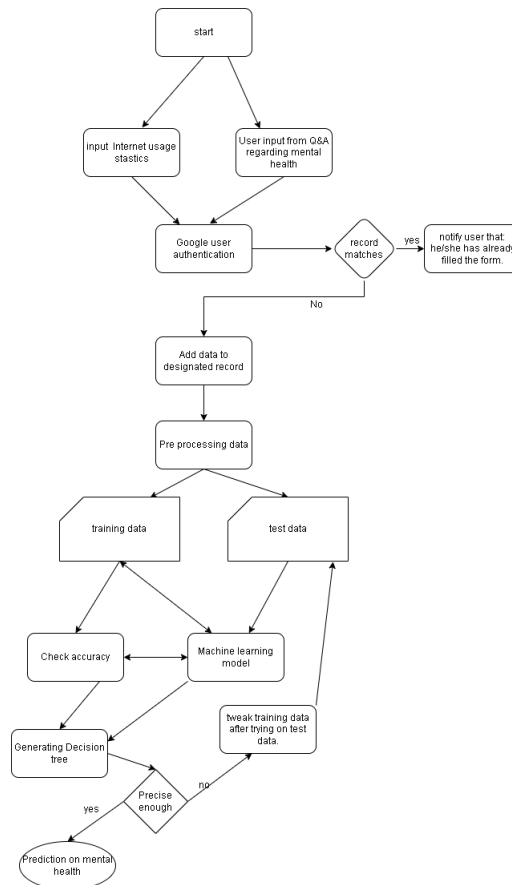 start
input  Internet usage
stastics
User input from Q&A
regarding mental
health
Google user
authentication
record
matches
yes
notify user that:
he/she has already
filled the form.
No
Add data to
designated record
Pre processing data
training data
test data
Check accuracy
Machine learning
model
tweak training data
after trying on test
data.
Generating Decision
tree
Precise
enough
no
yes
Prediction on mental
health